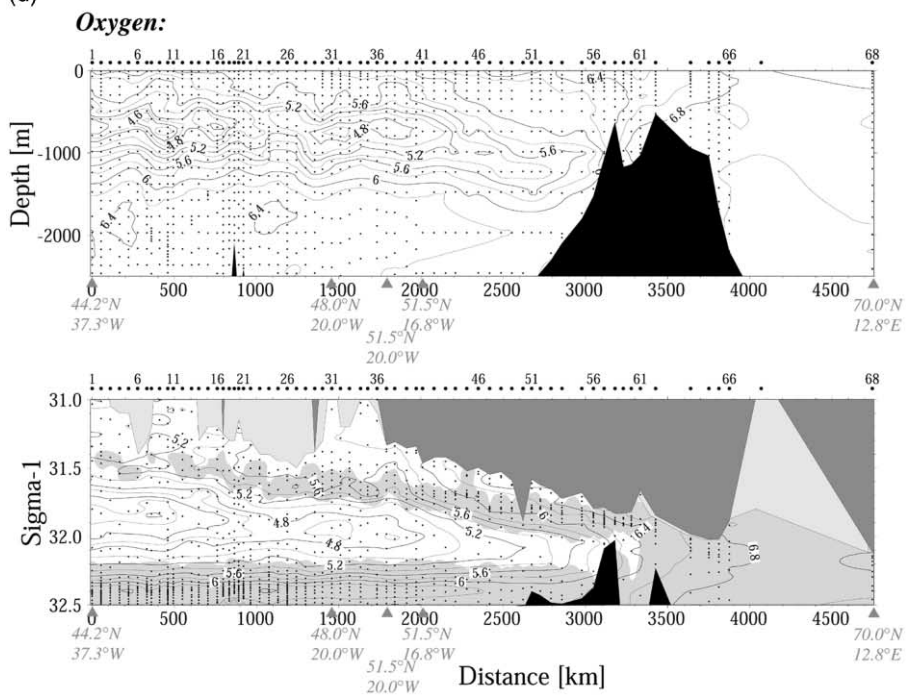 Oxygen:
1 6 11 16 21 26 31 36 41 46 51 56 61 66 68
0
-1000
-2000
Depth [m]
4.6 4.8 5.2 5.6 6 6.4 6.4 5.2 5.6 4.8 5.2 5.6 6 5.6 6.4 6.8
0 500 1000 1500 2000 2500 3000 3500 4000 4500
44.2°N 48.0°N 51.5°N 70.0°N
37.3°W 20.0°W 16.8°W 12.8°E
51.5°N
20.0°W
1 6 11 16 21 26 31 36 46 51 56 61 66 68
31.0
31.5
32.0
32.5
Sigma-1
5.2 5.6 5.2 4.8 4.8 5.2 5.6 6 5.6 5.2 5.6 6 6 6.4 6.8
0 500 1000 1500 2000 2500 3000 3500 4000 4500
44.2°N 48.0°N 51.5°N 70.0°N
37.3°W 20.0°W 16.8°W 12.8°E
51.5°N
20.0°W
Distance [km]